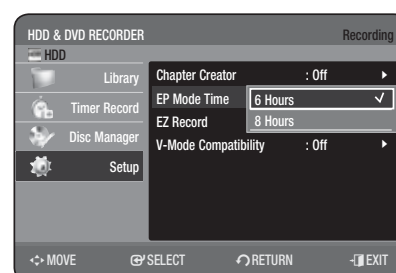 HDD & DVD RECORDER Recording
HDD
Library
Timer Record
Disc Manager
Setup
Chapter Creator : Off
EP Mode Time 6 Hours
8 Hours
EZ Record
V-Mode Compatibility : Off
MOVE SELECT RETURN EXIT